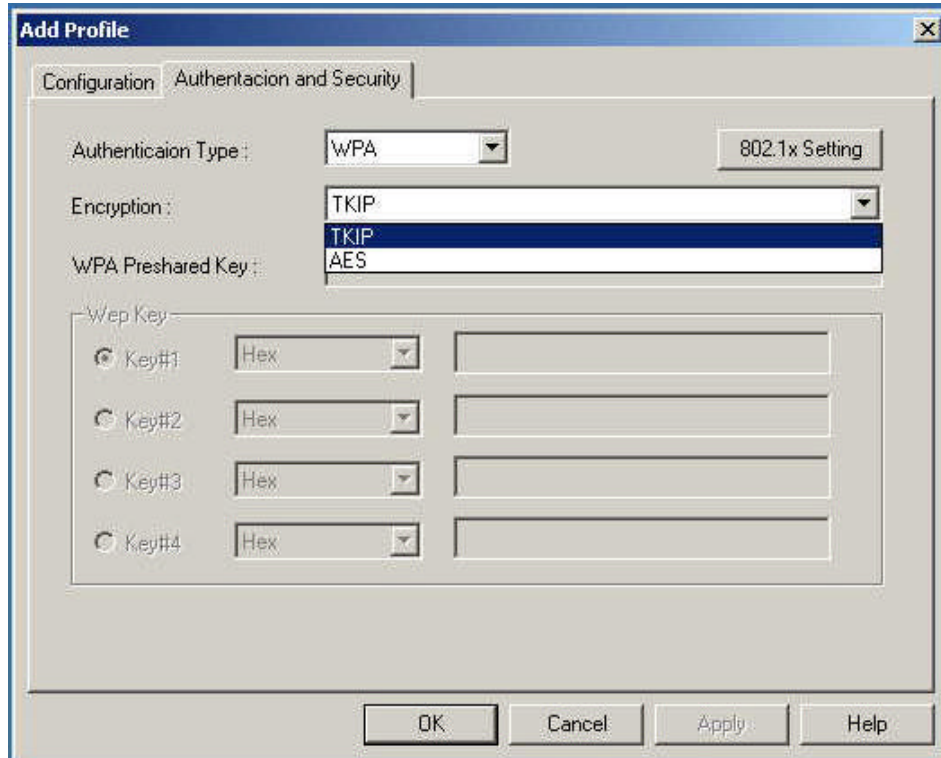 Add Profile
Configuration
Authentacion and Security
Authenticaion Type :
WPA
802.1x Setting
Encryption :
TKIP
TKIP
AES
WPA Preshared Key :
Wep Key
Key#1
Hex
Key#2
Hex
Key#3
Hex
Key#4
Hex
OK
Cancel
Apply
Help